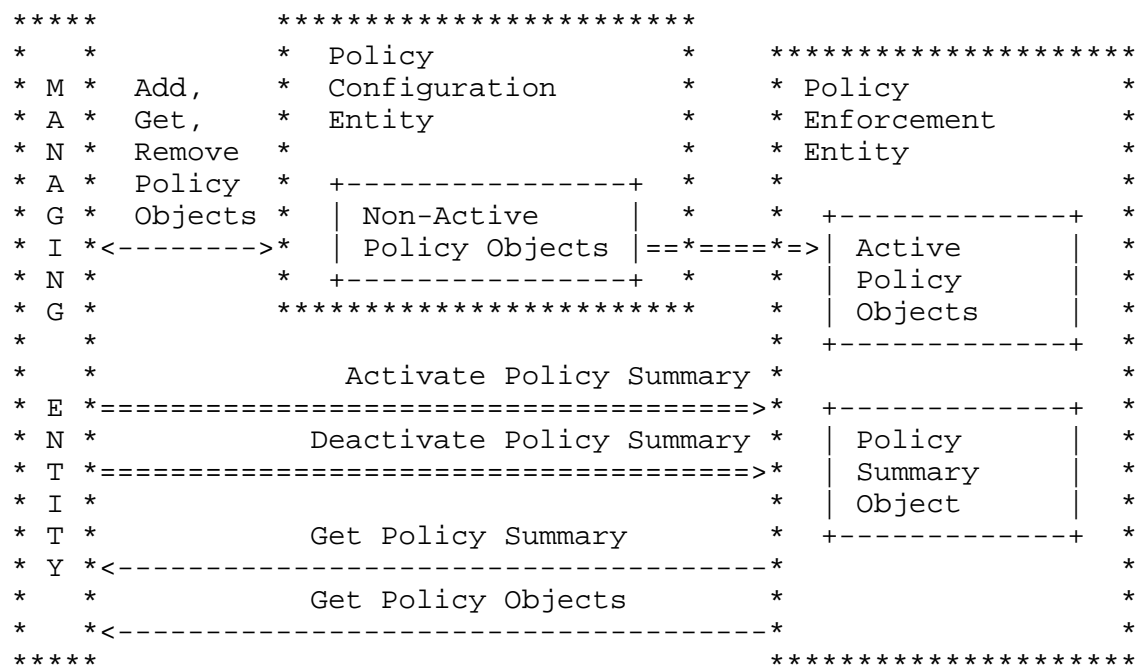 *****          ************************
*   *          *  Policy              *    *********************
* M *  Add,    *  Configuration       *    * Policy            *
* A *  Get,    *  Entity              *    * Enforcement       *
* N *  Remove  *                      *    * Entity            *
* A *  Policy  *  +----------------+  *    *                   *
* G *  Objects *  | Non-Active     |  *    *  +-------------+  *
* I *<-------->*  | Policy Objects |==*====*=>| Active      |  *
* N *          *  +----------------+  *    *  | Policy      |  *
* G *          ************************    *  | Objects     |  *
*   *                                      *  +-------------+  *
*   *              Activate Policy Summary *                   *
* E *=====================================>*  +-------------+  *
* N *            Deactivate Policy Summary *  | Policy      |  *
* T *=====================================>*  | Summary     |  *
* I *                                      *  | Object      |  *
* T *            Get Policy Summary        *  +-------------+  *
* Y *<-------------------------------------*                   *
*   *            Get Policy Objects        *                   *
*   *<-------------------------------------*                   *
*****                                      *********************